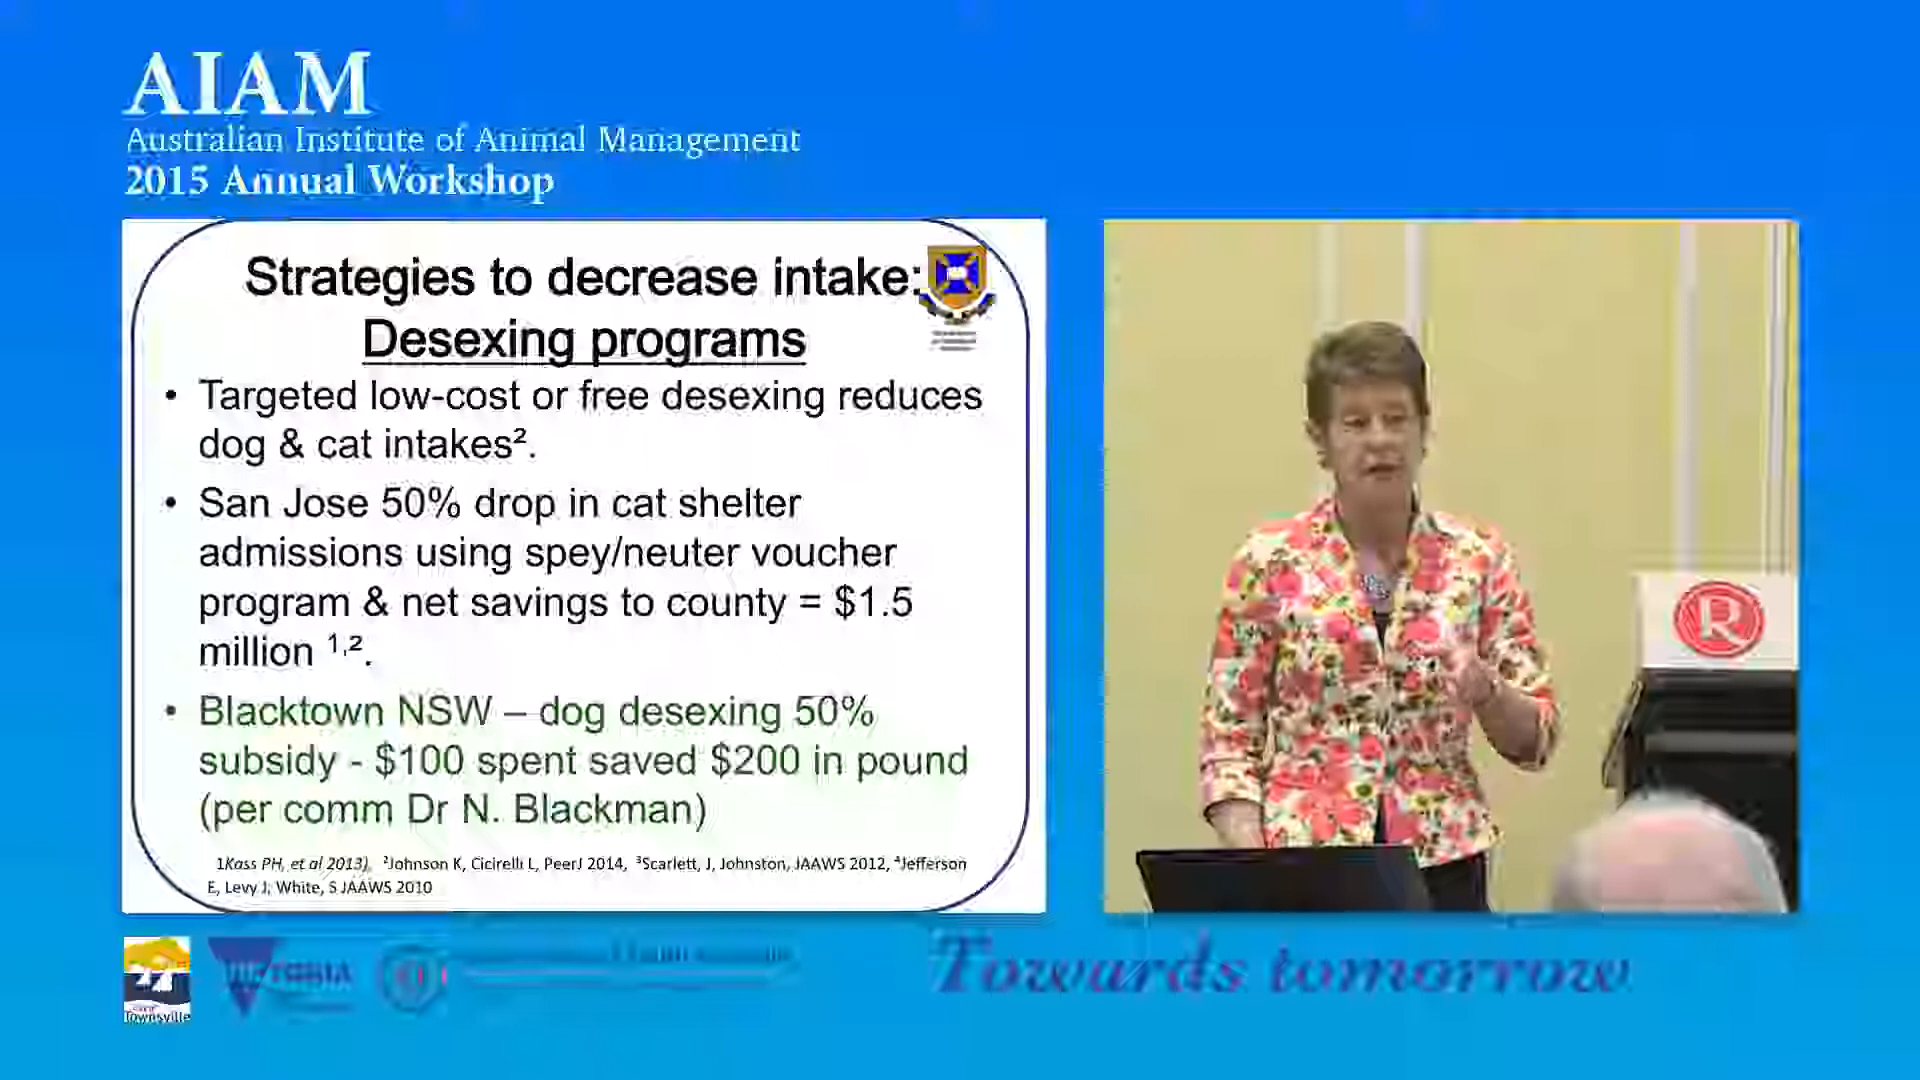 AIAM
Australian Institute of Animal Management
2015 Annual Workshop
Strategies to decrease intake:
Desexing programs
• Targeted low-cost or free desexing reduces
dog & cat intakes².
• San Jose 50% drop in cat shelter
admissions using spey/neuter voucher
program & net savings to county = $1.5
million ¹,².
• Blacktown NSW – dog desexing 50%
subsidy - $100 spent saved $200 in pound
(per comm Dr N. Blackman)
1Kass PH, et al 2013), ²Johnson K, Cicirelli L, PeerJ 2014, ³Scarlett, J, Johnston, JAAWS 2012, ⁴Jefferson
E, Levy J; White, S JAAWS 2010
R
Townsville
VICTORIA
Towards tomorrow